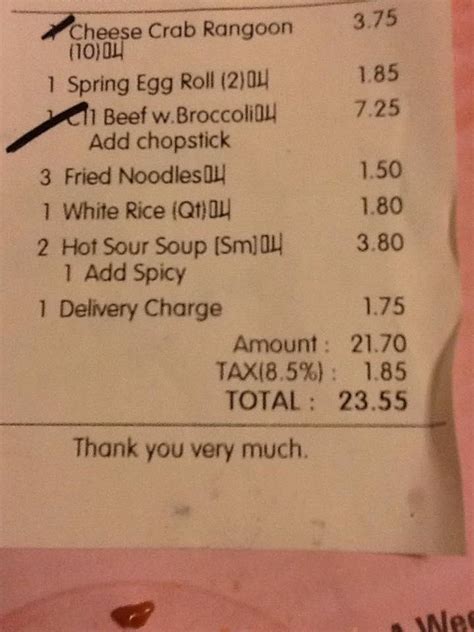 1 Cheese Crab Rangoon 3.75
(10)
1 Spring Egg Roll (2) 1.85
1 C11 Beef w.Broccoli 7.25
Add chopstick
3 Fried Noodles 1.50
1 White Rice (Qt) 1.80
2 Hot Sour Soup [Sm] 3.80
1 Add Spicy
1 Delivery Charge 1.75
Amount : 21.70
TAX(8.5%) : 1.85
TOTAL : 23.55
Thank you very much.